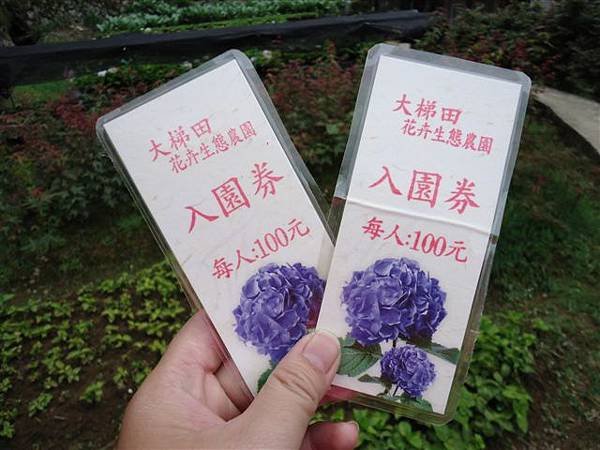 大梯田
花卉生態農園
入園券
每人:100元
大梯田
花卉生態農園
入園券
每人:100元